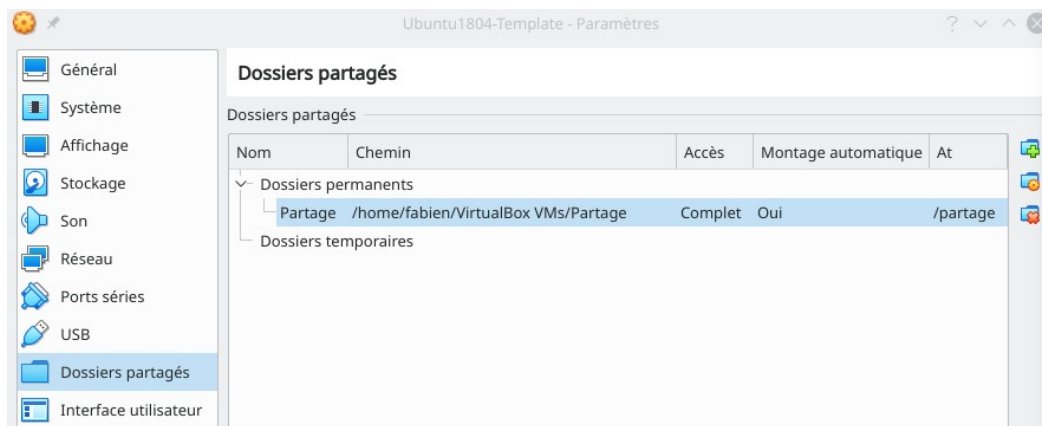 Ubuntu1804-Template - Paramètres
Général
Système
Affichage
Stockage
Son
Réseau
Ports séries
USB
Dossiers partagés
Interface utilisateur
Dossiers partagés
Dossiers partagés
Nom Chemin Accès Montage automatique At
Dossiers permanents
Partage /home/fabien/VirtualBox VMs/Partage Complet Oui /partage
Dossiers temporaires